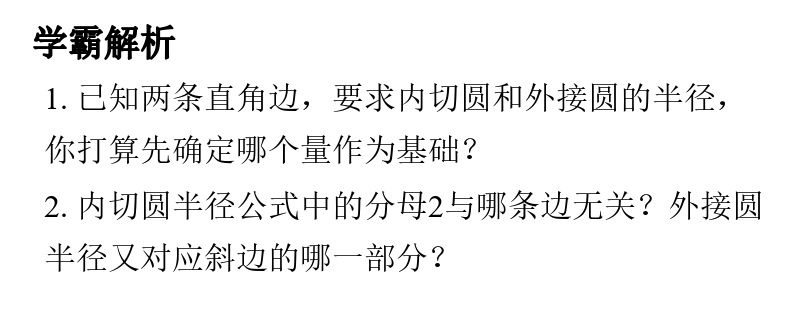 学霸解析
1. 已知两条直角边，要求内切圆和外接圆的半径，
你打算先确定哪个量作为基础？
2. 内切圆半径公式中的分母2与哪条边无关？外接圆
半径又对应斜边的哪一部分？